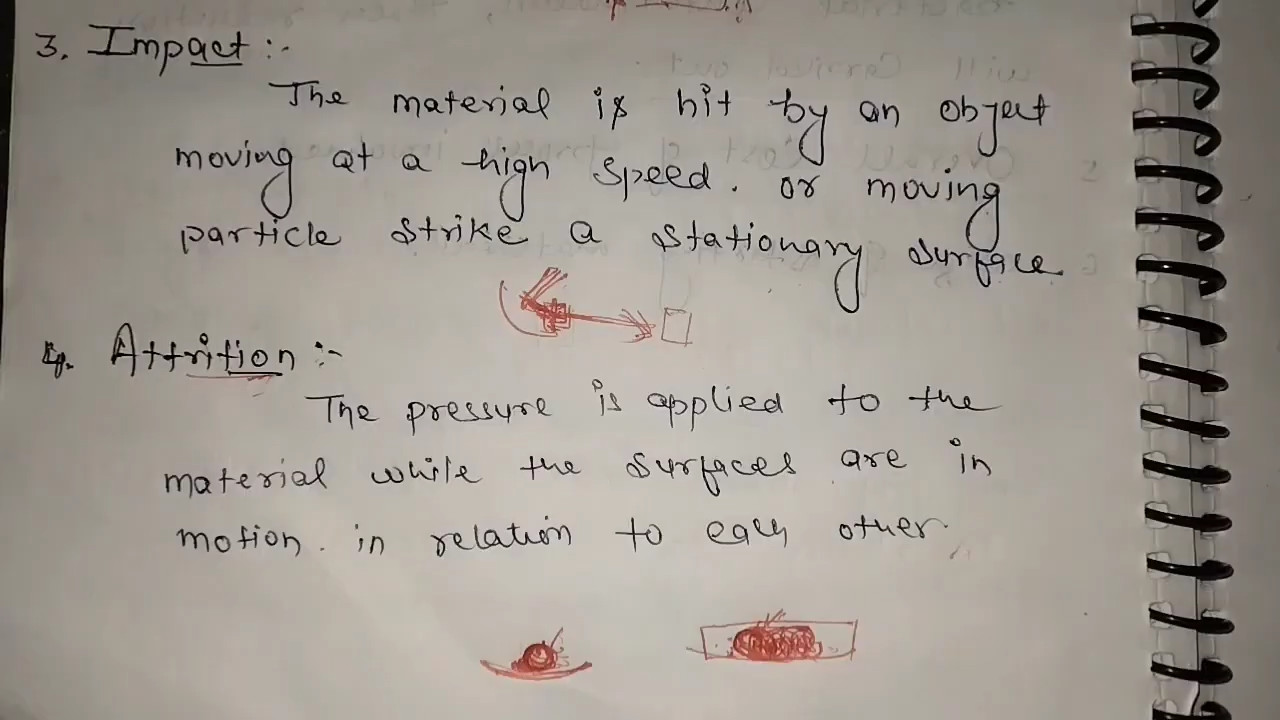 3. Impact :-
The material is hit by an object
moving at a high speed. or moving
particle strike a stationary surface
4. Attrition :-
The pressure is applied to the
material while the surfaces are in
motion. in relation to each other.